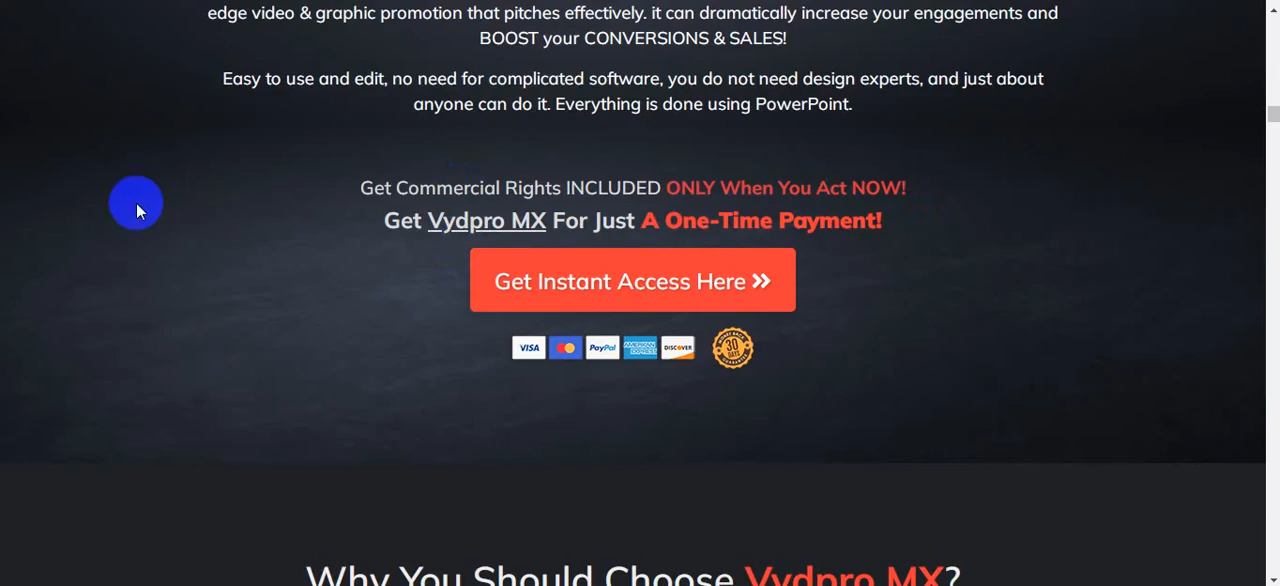 edge video & graphic promotion that pitches effectively. it can dramatically increase your engagements and
BOOST your CONVERSIONS & SALES!
Easy to use and edit, no need for complicated software, you do not need design experts, and just about
anyone can do it. Everything is done using PowerPoint.
Get Commercial Rights INCLUDED ONLY When You Act NOW!
Get Vydpro MX For Just A One-Time Payment!
Get Instant Access Here »
VISA PayPal AMERICAN EXPRESS DISCOVER 30 DAYS
Why You Should Choose Vydpro MX?